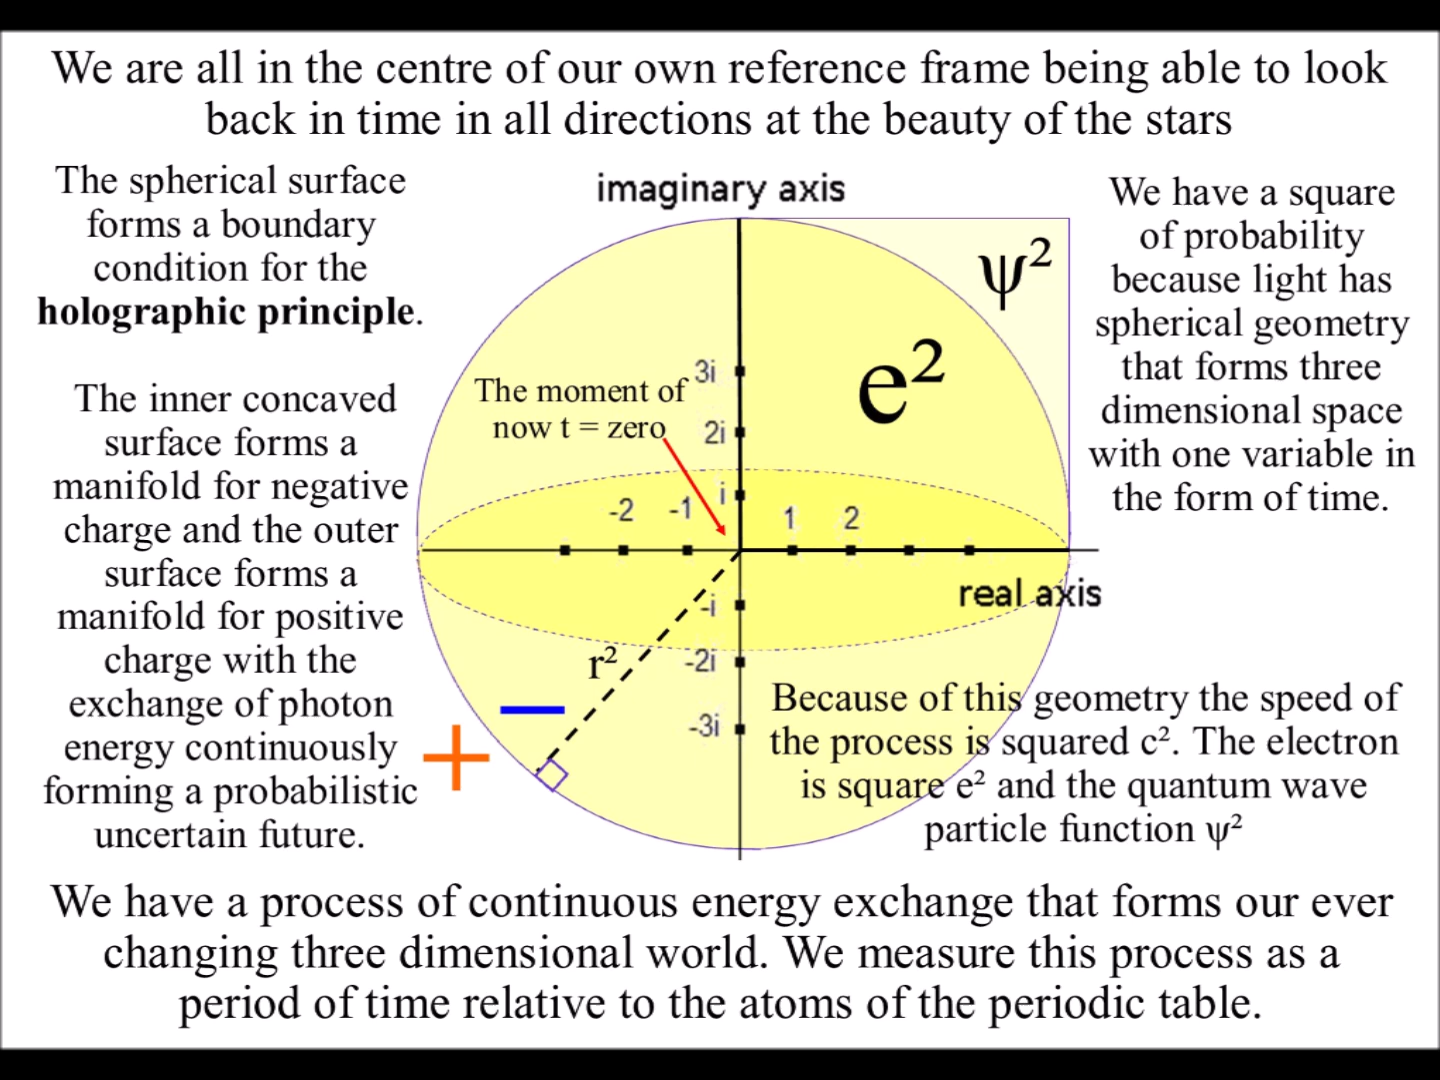 We are all in the centre of our own reference frame being able to look
back in time in all directions at the beauty of the stars
The spherical surface
forms a boundary
condition for the
holographic principle.
The inner concaved
surface forms a
manifold for negative
charge and the outer
surface forms a
manifold for positive
charge with the
exchange of photon
energy continuously
forming a probabilistic
uncertain future.
imaginary axis
ψ²
e²
The moment of
now t = zero
3i
2i
i
-2 -1 1 2
real axis
-i
-2i
-3i
r²
−
+
We have a square
of probability
because light has
spherical geometry
that forms three
dimensional space
with one variable in
the form of time.
Because of this geometry the speed of
the process is squared c². The electron
is square e² and the quantum wave
particle function ψ²
We have a process of continuous energy exchange that forms our ever
changing three dimensional world. We measure this process as a
period of time relative to the atoms of the periodic table.